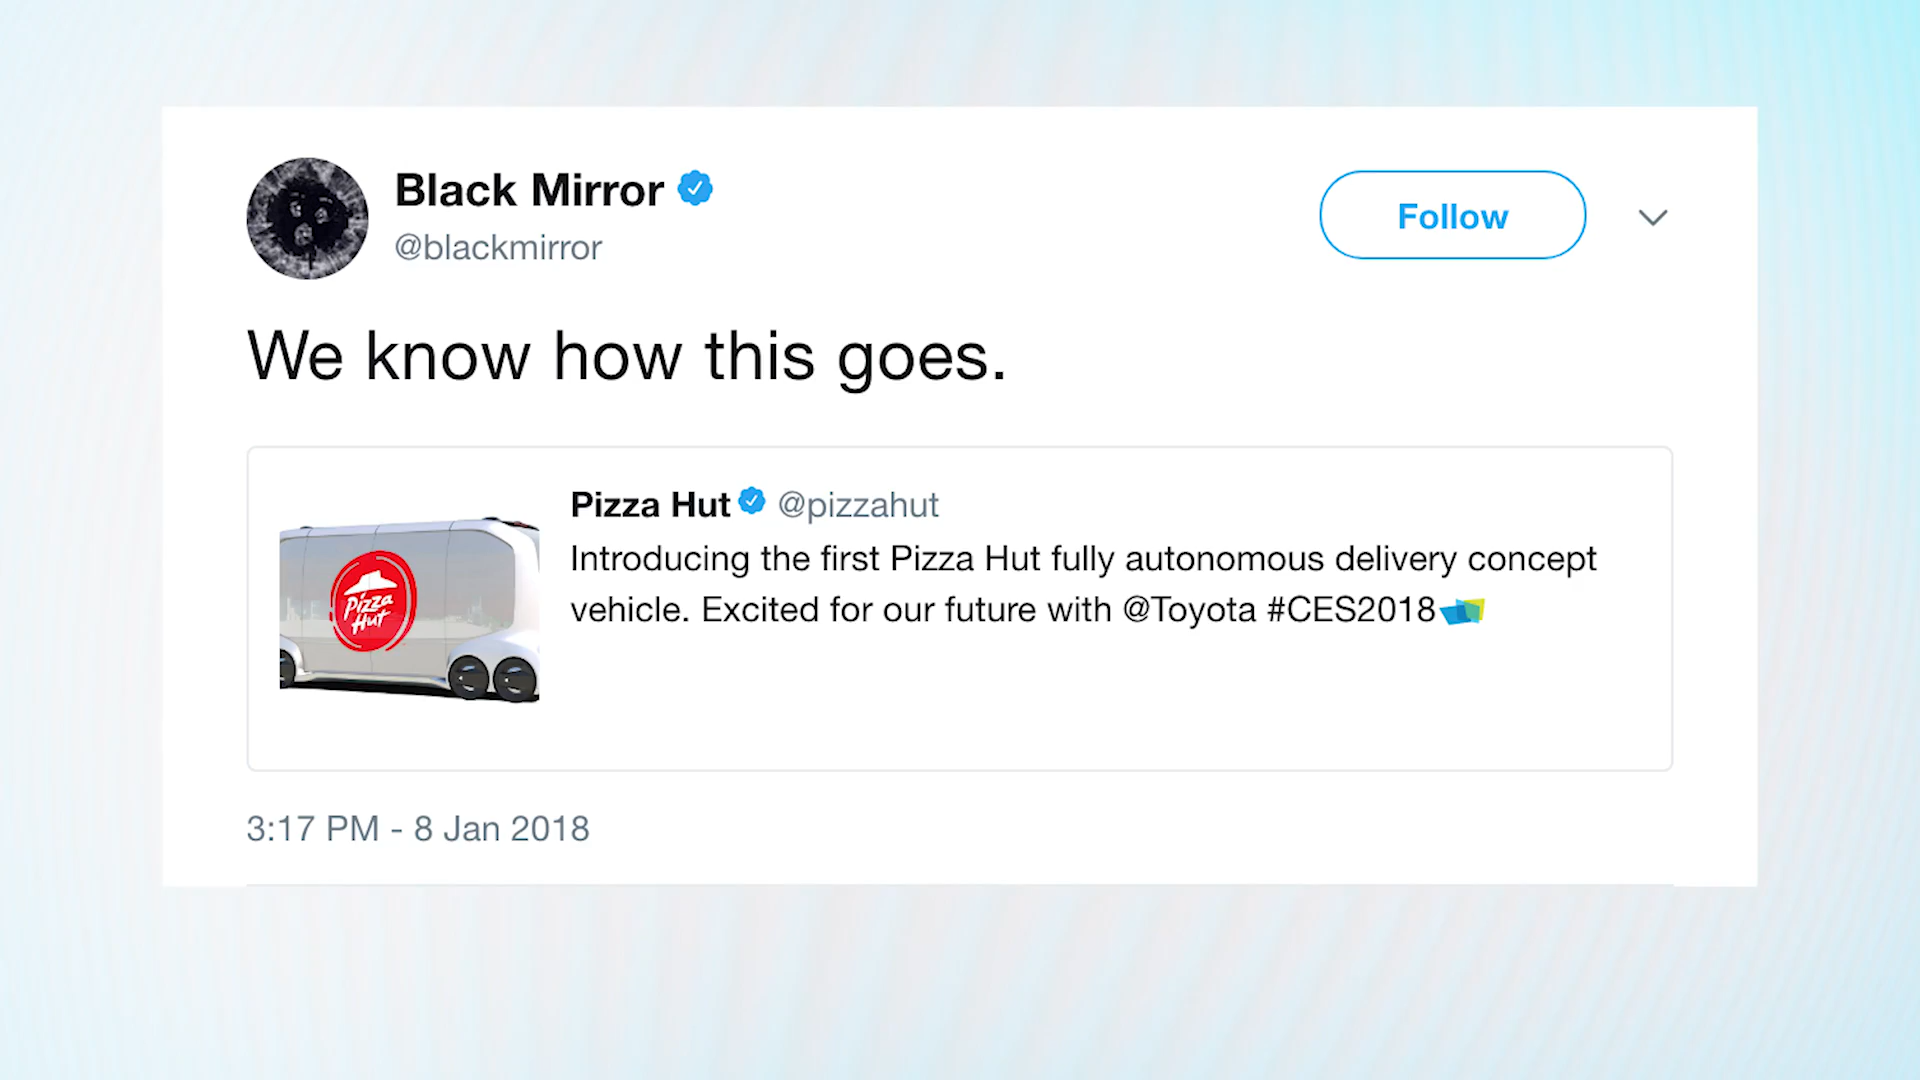 Black Mirror
@blackmirror
Follow
We know how this goes.
Pizza Hut @pizzahut
Introducing the first Pizza Hut fully autonomous delivery concept
vehicle. Excited for our future with @Toyota #CES2018
Pizza
Hut
3:17 PM - 8 Jan 2018